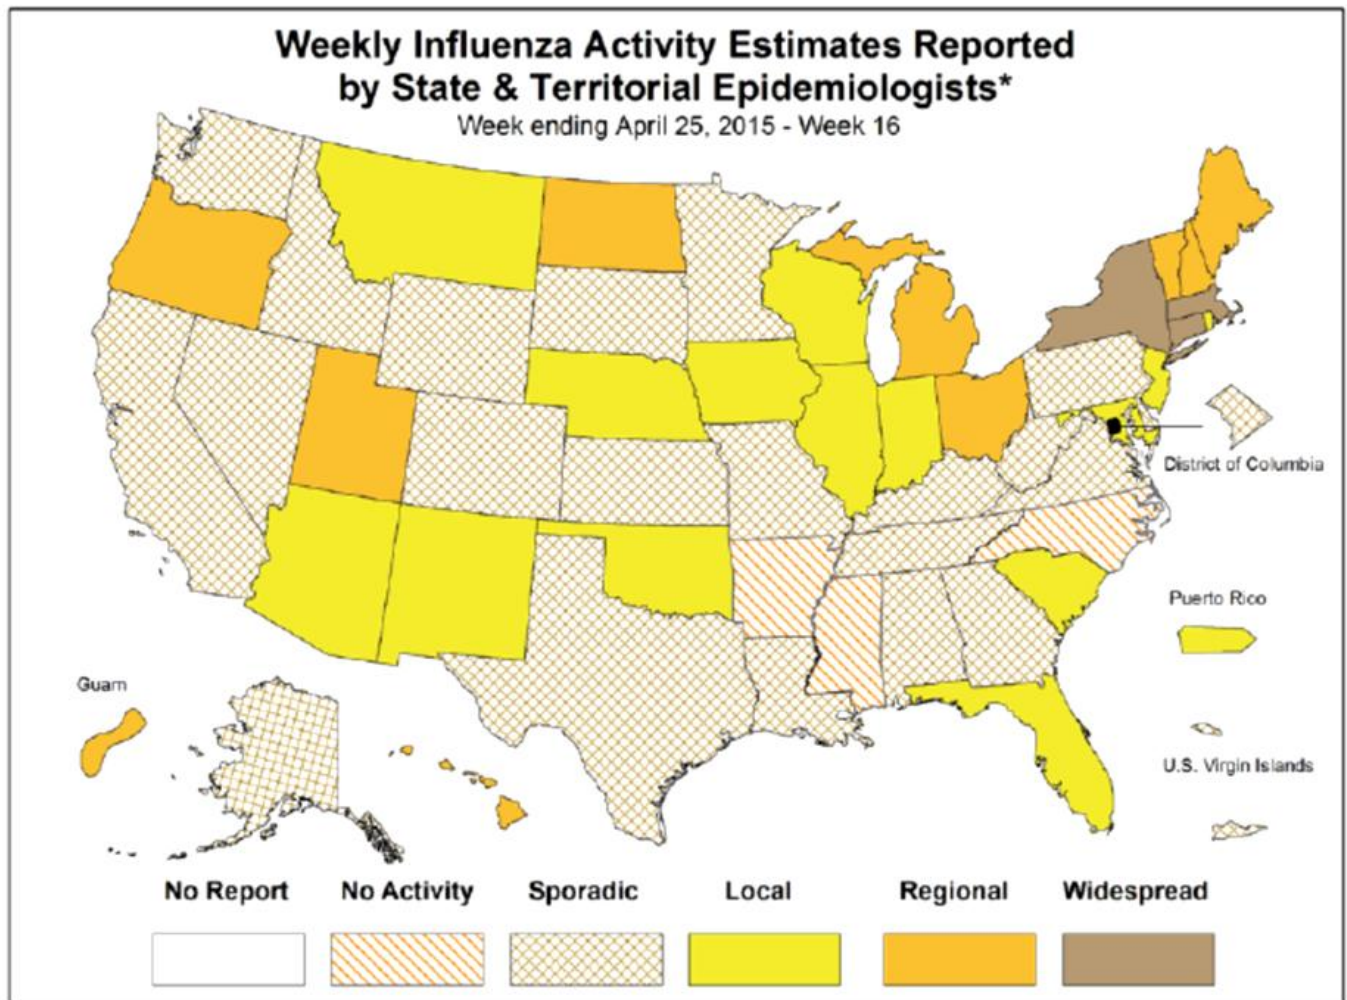 Weekly Influenza Activity Estimates Reported
by State & Territorial Epidemiologists*
Week ending April 25, 2015 - Week 16
District of Columbia
Puerto Rico
Guam
U.S. Virgin Islands
No Report No Activity Sporadic Local Regional Widespread